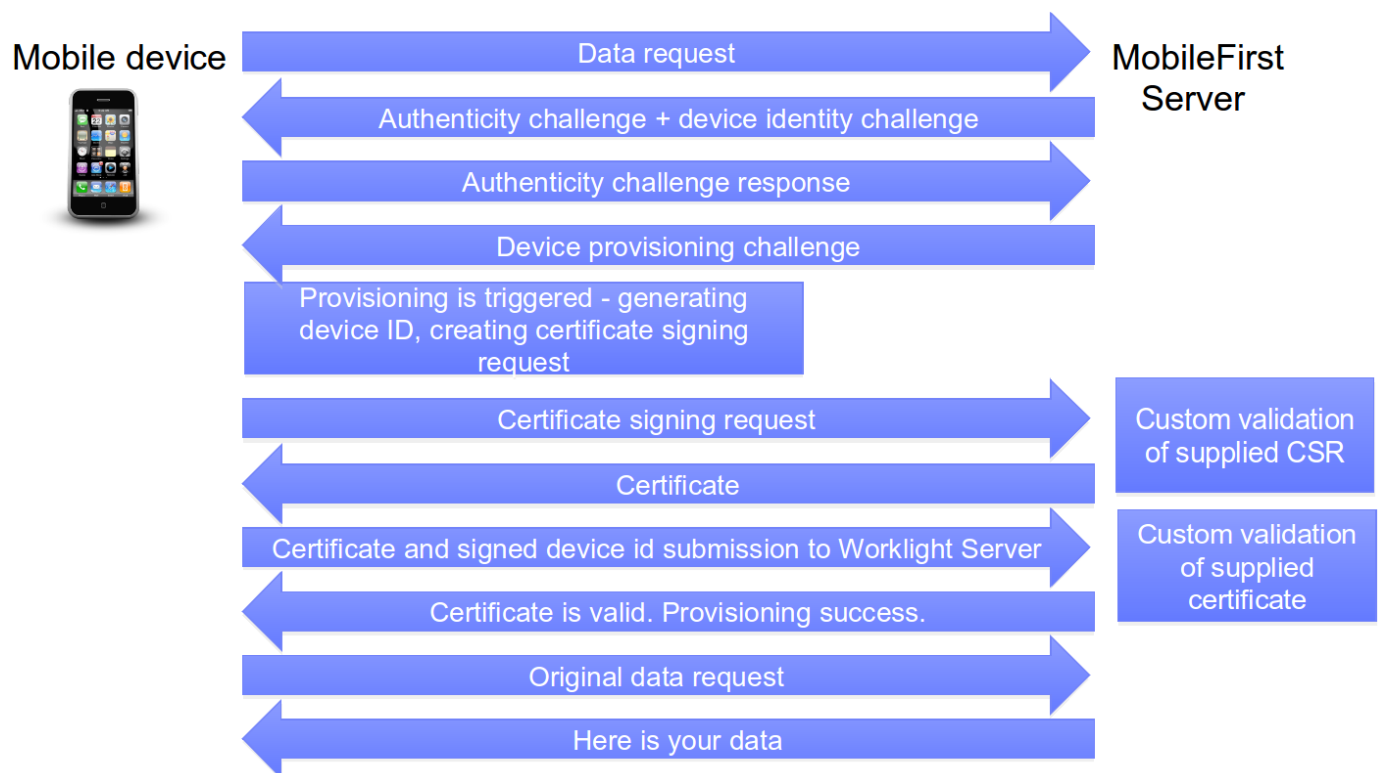 Mobile device
Data request
MobileFirst
Server
Authenticity challenge + device identity challenge
Authenticity challenge response
Device provisioning challenge
Provisioning is triggered - generating
device ID, creating certificate signing
request
Certificate signing request
Custom validation
of supplied CSR
Certificate
Certificate and signed device id submission to Worklight Server
Custom validation
of supplied
certificate
Certificate is valid. Provisioning success.
Original data request
Here is your data